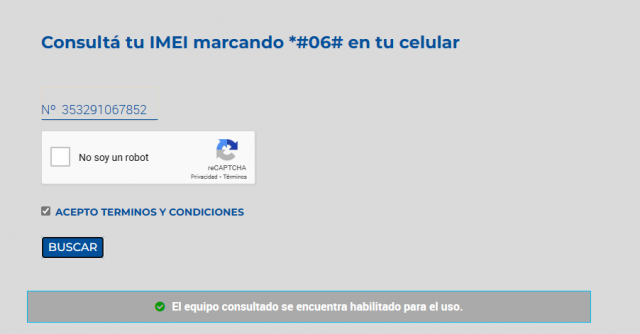 Consultá tu IMEI marcando *#06# en tu celular
Nº 353291067852
No soy un robot
reCAPTCHA
Privacidad - Términos
ACEPTO TERMINOS Y CONDICIONES
BUSCAR
El equipo consultado se encuentra habilitado para el uso.